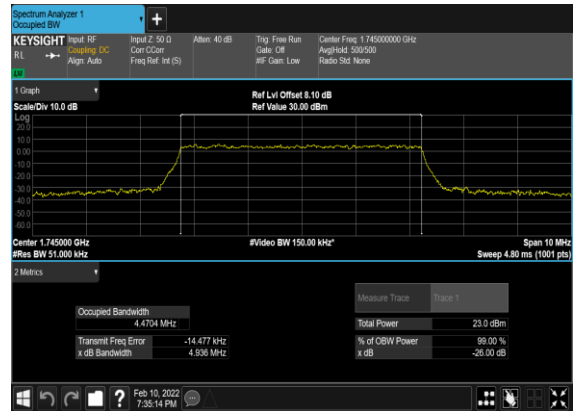 Spectrum Analyzer 1
Occupied BW
+
KEYSIGHT Input: RF Input Z: 50 Ω Atten: 40 dB Trig: Free Run Center Freq: 1.745000000 GHz
RL Coupling: DC Corr CCorr Gate: Off Avg|Hold: 500/500
Align: Auto Freq Ref: Int (S) #IF Gain: Low Radio Std: None
LW
1 Graph
Ref Lvl Offset 8.10 dB
Scale/Div 10.0 dB Ref Value 30.00 dBm
Log
20.0
10.0
0.00
-10.0
-20.0
-30.0
-40.0
-50.0
-60.0
Center 1.745000 GHz #Video BW 150.00 kHz* Span 10 MHz
#Res BW 51.000 kHz Sweep 4.80 ms (1001 pts)
2 Metrics
Measure Trace Trace 1
Occupied Bandwidth
4.4704 MHz Total Power 23.0 dBm
Transmit Freq Error -14.477 kHz % of OBW Power 99.00 %
x dB Bandwidth 4.936 MHz x dB -26.00 dB
? Feb 10, 2022
7:35:14 PM